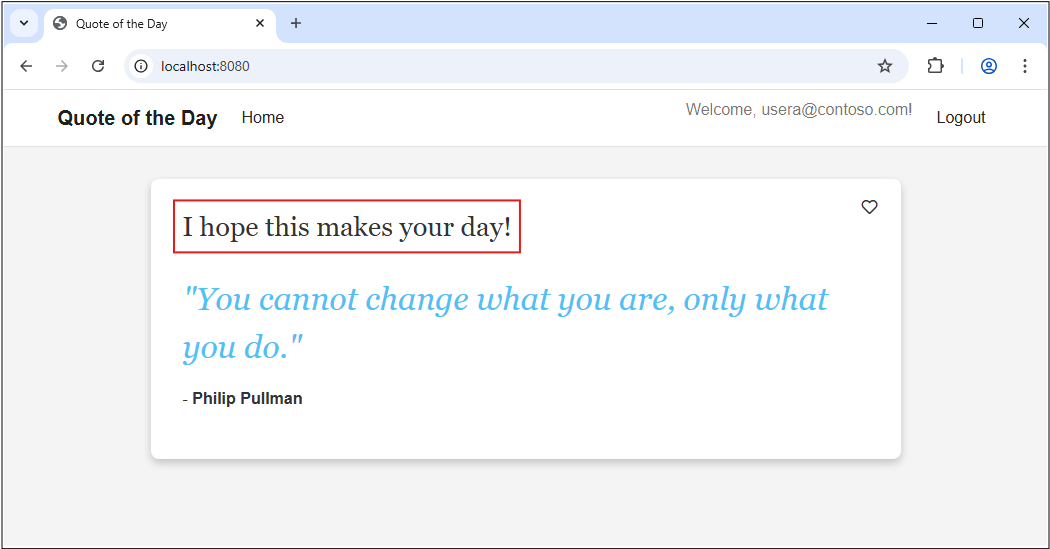 Quote of the Day
localhost:8080
Quote of the Day Home Welcome, usera@contoso.com! Logout
I hope this makes your day!
"You cannot change what you are, only what
you do."
- Philip Pullman